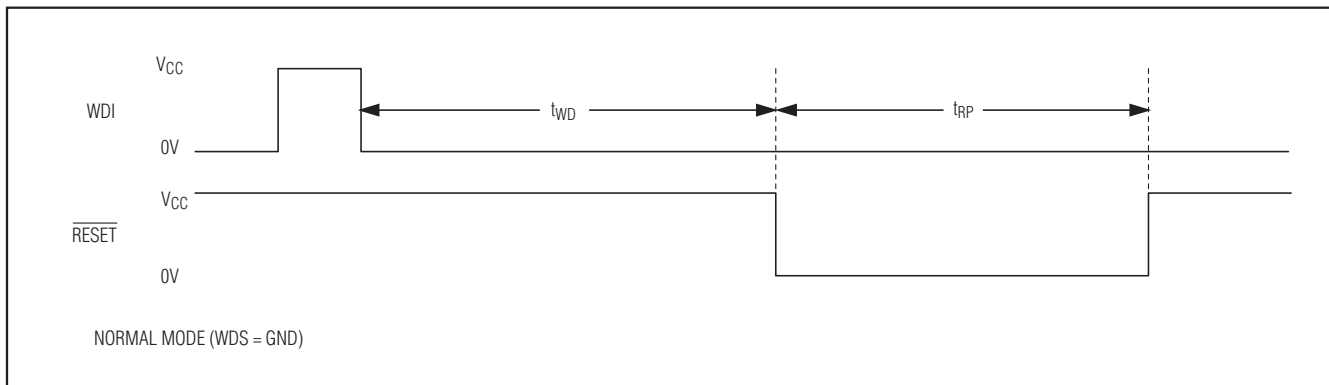 VCC
WDI
tWD
tRP
0V
VCC
RESET
0V
NORMAL MODE (WDS = GND)